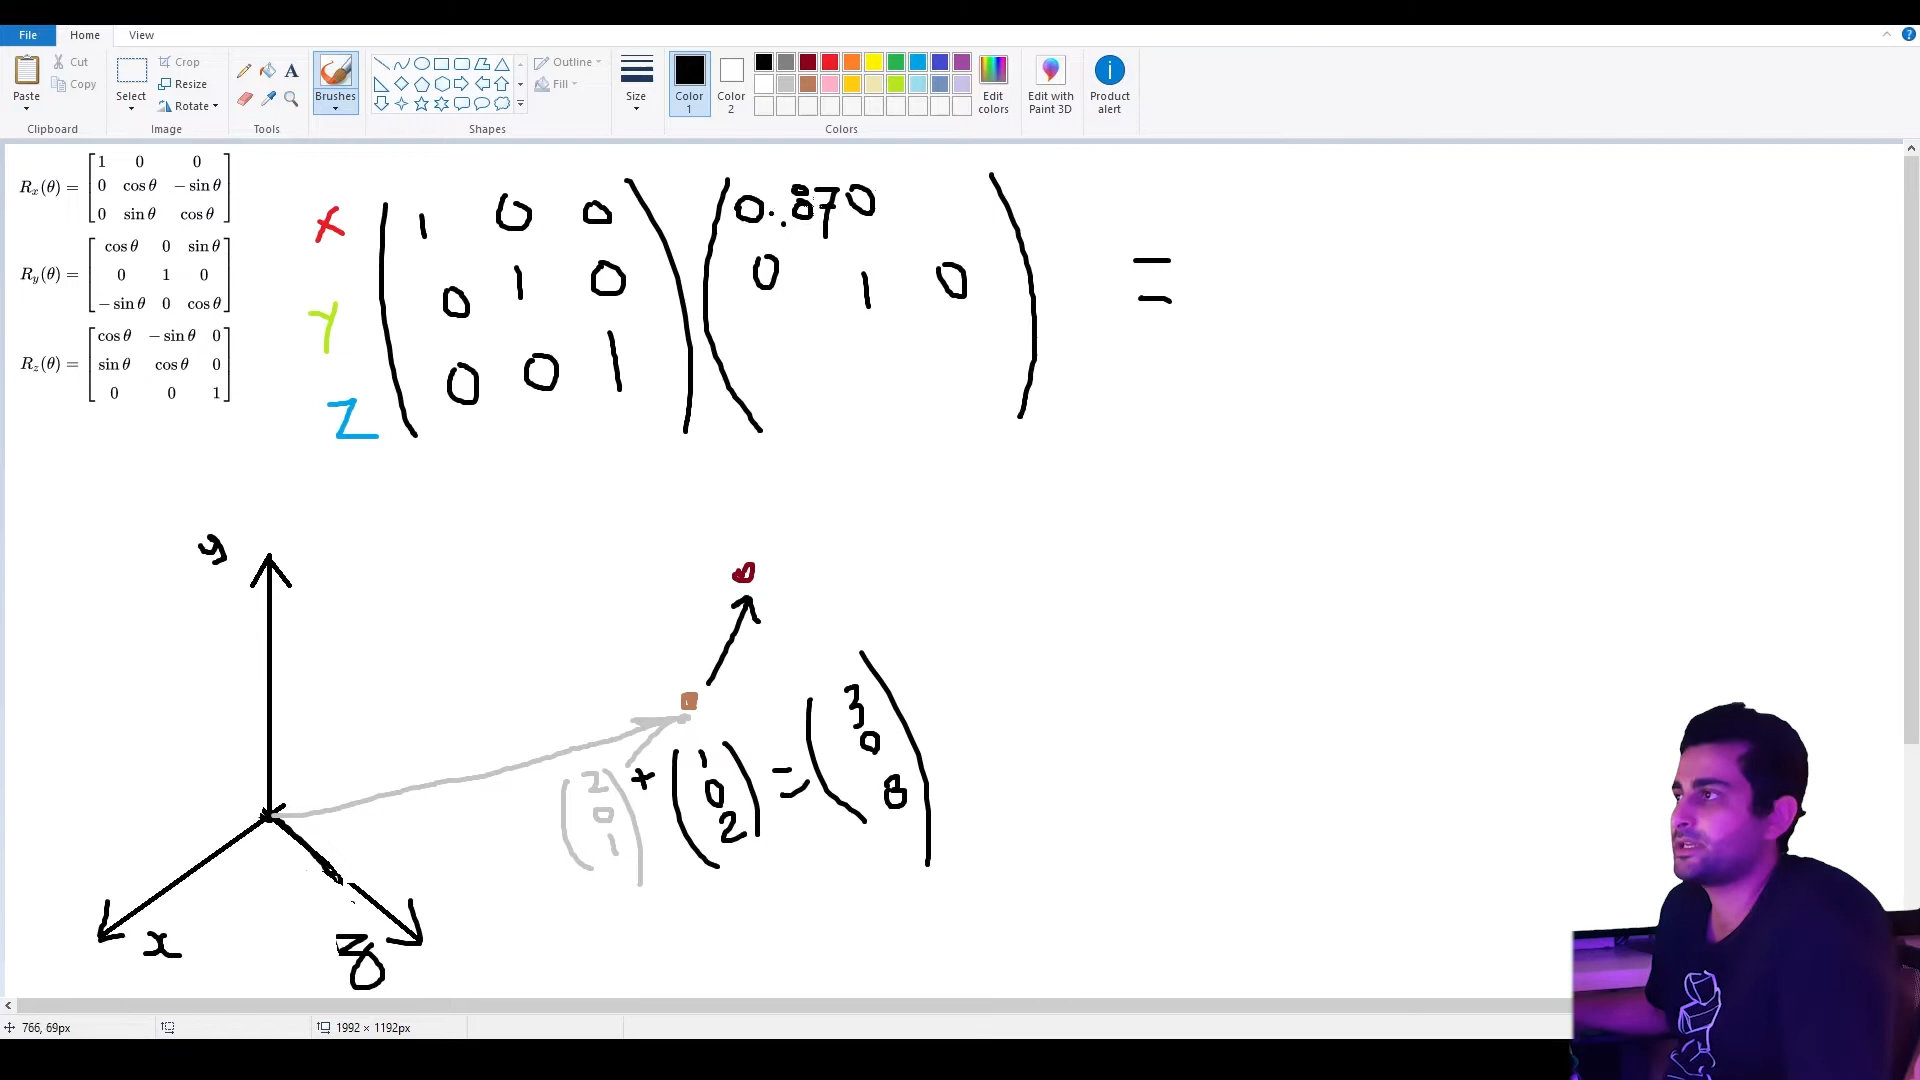 File Home View
Paste Cut Copy Clipboard
Select Crop Resize Rotate Image
A Tools
Brushes
Shapes Outline Fill
Size
Color 1 Color 2 Colors
Edit colors
Edit with Paint 3D
Product alert
Rx(θ) = [1 0 0
0 cos θ − sin θ
0 sin θ cos θ]
Ry(θ) = [cos θ 0 sin θ
0 1 0
− sin θ 0 cos θ]
Rz(θ) = [cos θ − sin θ 0
sin θ cos θ 0
0 0 1]
X
Y
Z
( 1 0 0
0 1 0
0 0 1 )
( 0.870
0 1 0 )
=
y
x
z
( 2
0
1 )
+
( 1
0
2 )
=
( 3
0
8 )
766, 69px
1992 × 1192px